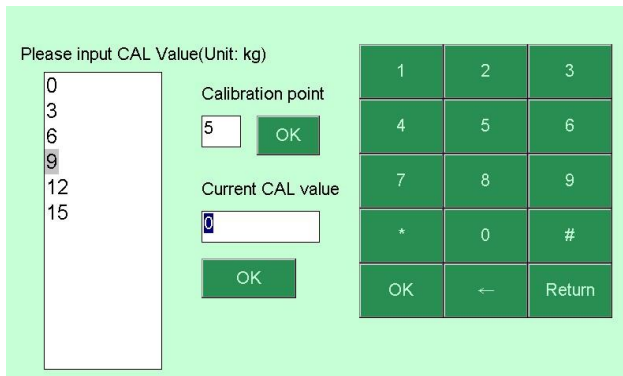 Please input CAL Value(Unit: kg)
0
3
6
9
12
15
Calibration point
5
OK
Current CAL value
0
OK
1 2 3
4 5 6
7 8 9
* 0 #
OK ← Return